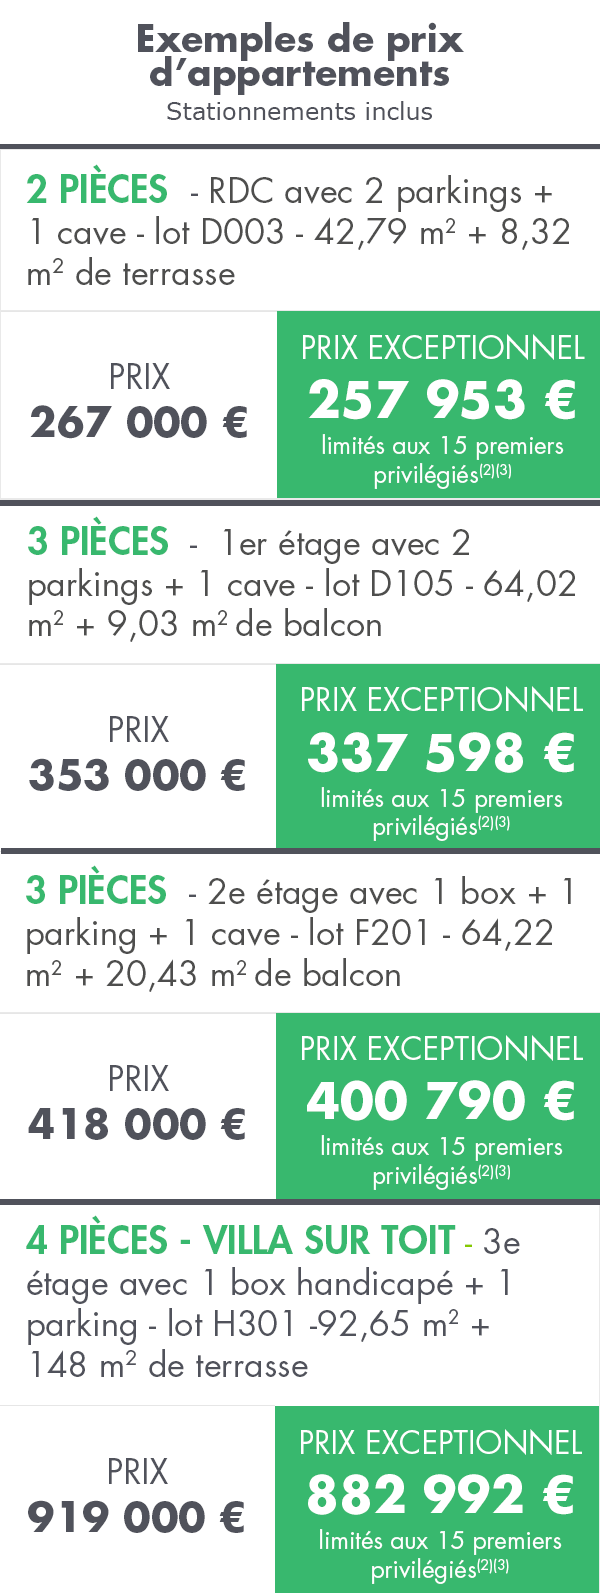 Exemples de prix
d’appartements
Stationnements inclus
2 PIÈCES - RDC avec 2 parkings +
1 cave - lot D003 - 42,79 m² + 8,32
m² de terrasse
PRIX
267 000 €
PRIX EXCEPTIONNEL
257 953 €
limités aux 15 premiers
privilégiés(2)(3)
3 PIÈCES - 1er étage avec 2
parkings + 1 cave - lot D105 - 64,02
m² + 9,03 m² de balcon
PRIX
353 000 €
PRIX EXCEPTIONNEL
337 598 €
limités aux 15 premiers
privilégiés(2)(3)
3 PIÈCES - 2e étage avec 1 box + 1
parking + 1 cave - lot F201 - 64,22
m² + 20,43 m² de balcon
PRIX
418 000 €
PRIX EXCEPTIONNEL
400 790 €
limités aux 15 premiers
privilégiés(2)(3)
4 PIÈCES - VILLA SUR TOIT - 3e
étage avec 1 box handicapé + 1
parking - lot H301 -92,65 m² +
148 m² de terrasse
PRIX
919 000 €
PRIX EXCEPTIONNEL
882 992 €
limités aux 15 premiers
privilégiés(2)(3)